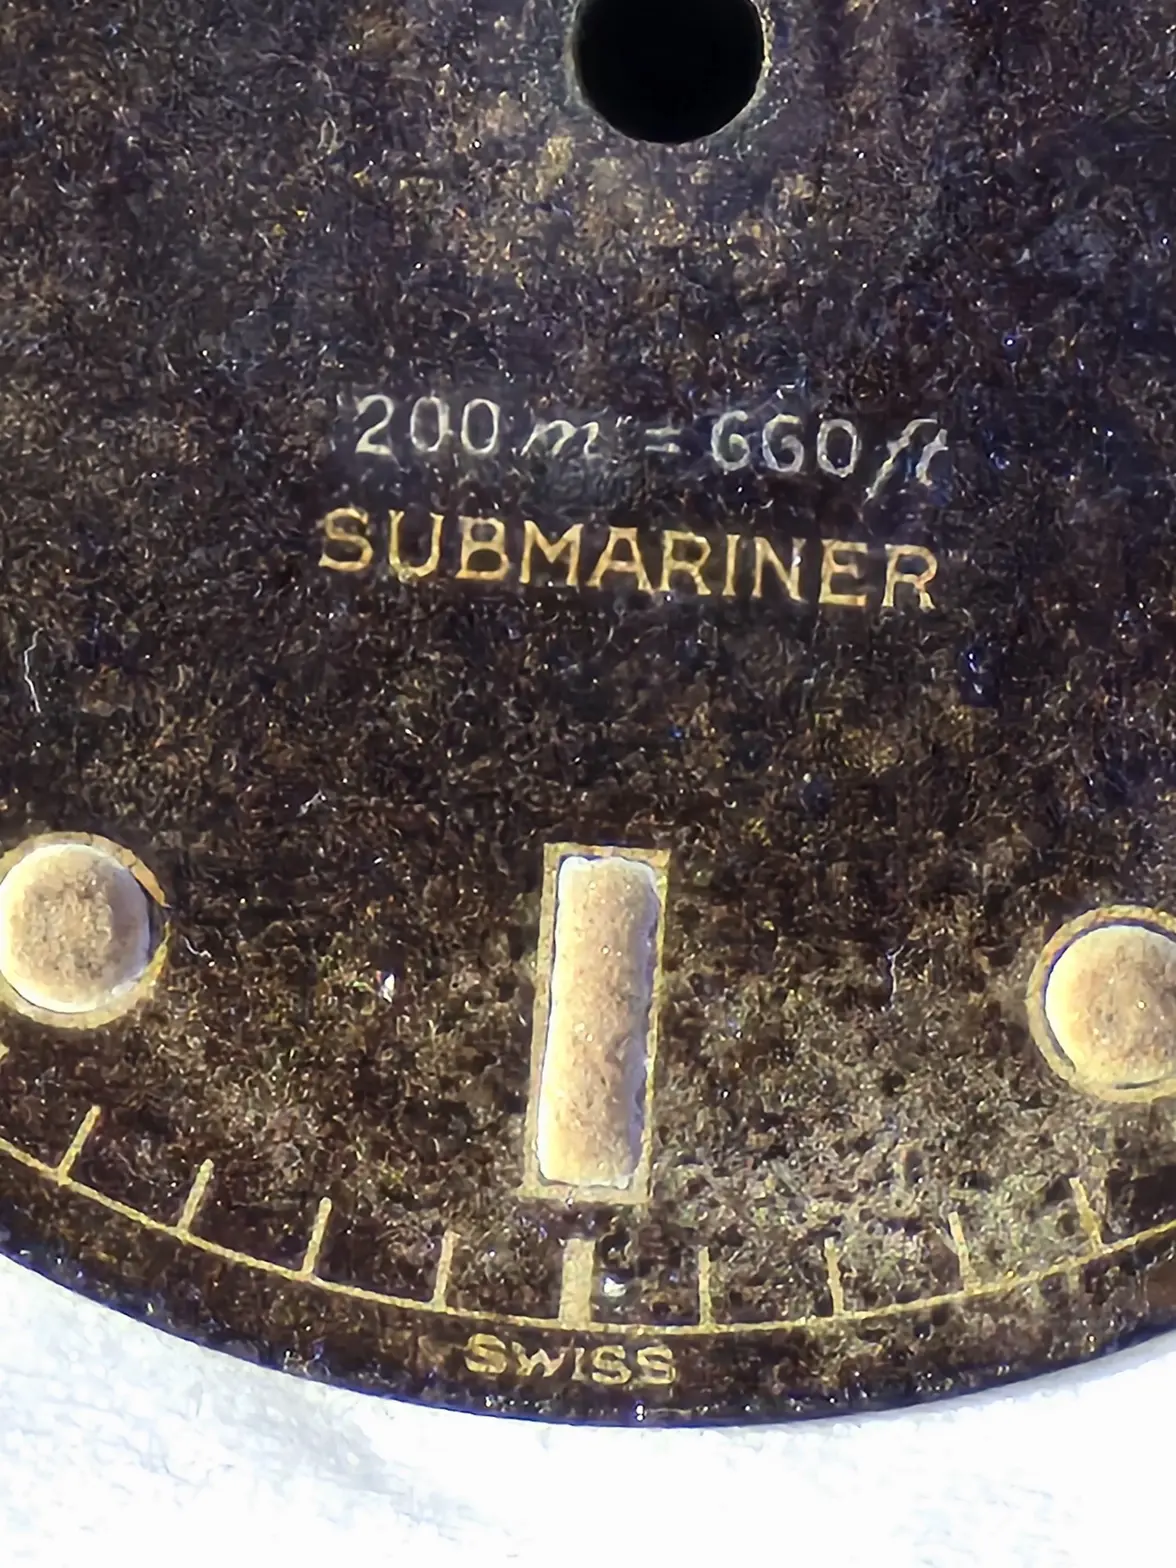 200m = 660ft
SUBMARINER
SWISS